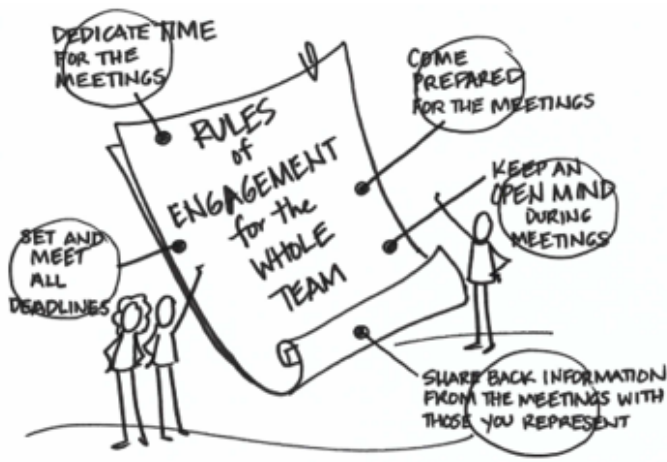 DEDICATE TIME
FOR THE
MEETINGS
COME
PREPARED
FOR THE MEETINGS
RULES
of
ENGAGEMENT
for the
WHOLE
TEAM
KEEP AN
OPEN MIND
DURING
MEETINGS
SET AND
MEET
ALL
DEADLINES
SHARE BACK INFORMATION
FROM THE MEETINGS WITH
THOSE YOU REPRESENT